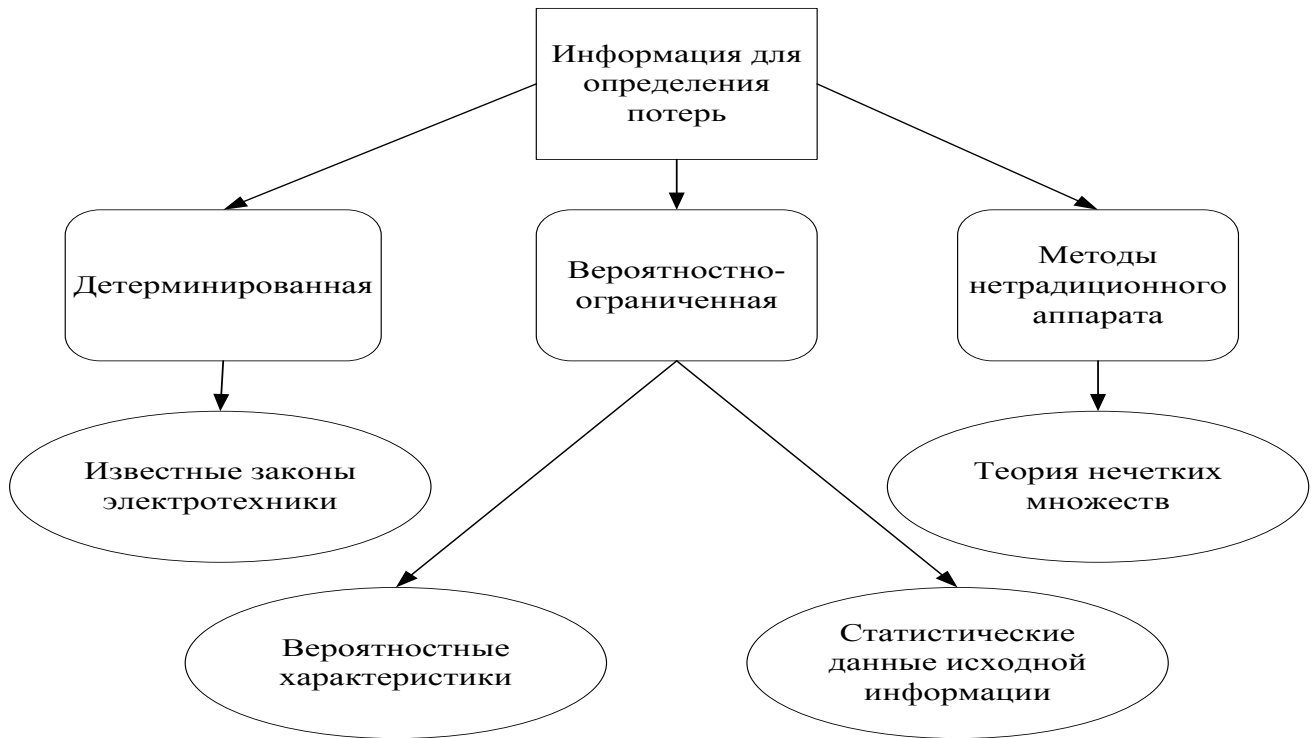 Информация для
определения
потерь
Детерминированная
Вероятностно-
ограниченная
Методы
нетрадиционного
аппарата
Известные законы
электротехники
Теория нечетких
множеств
Вероятностные
характеристики
Статистические
данные исходной
информации